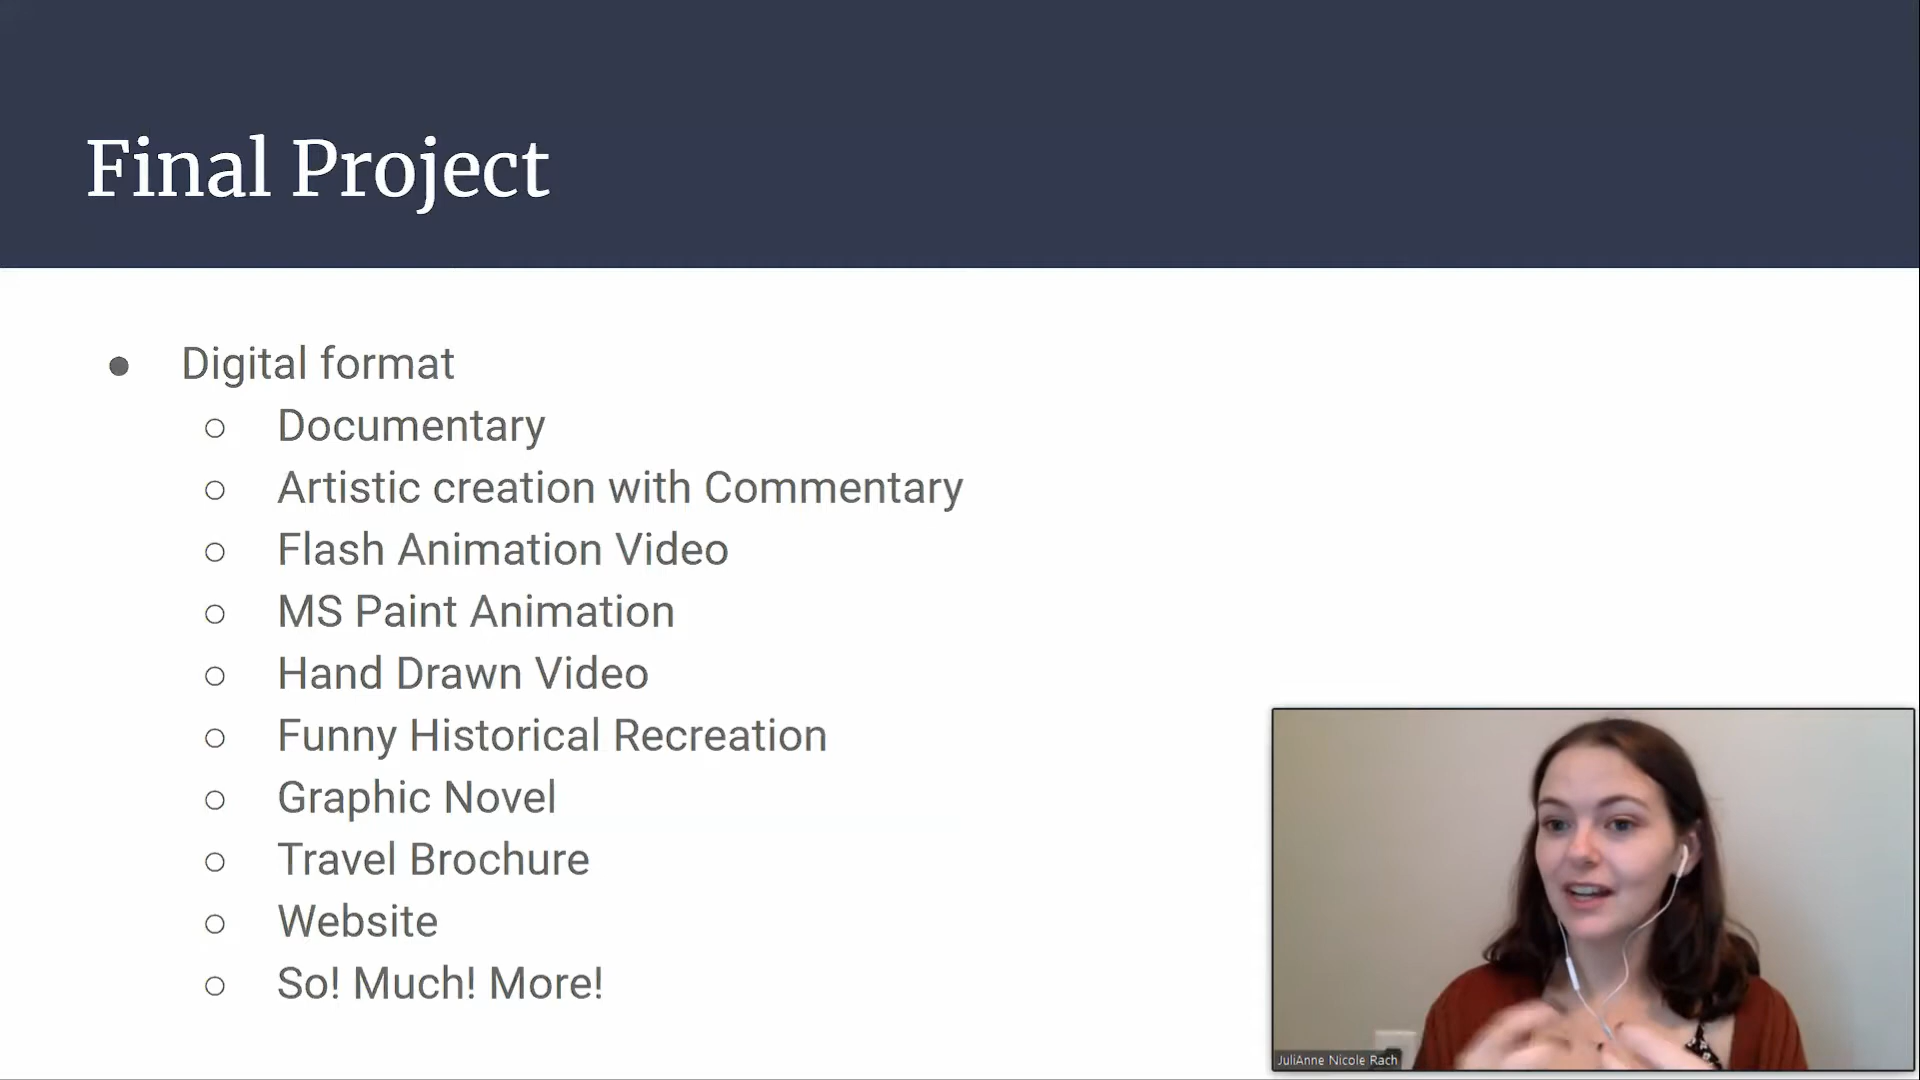 Final Project
● Digital format
○ Documentary
○ Artistic creation with Commentary
○ Flash Animation Video
○ MS Paint Animation
○ Hand Drawn Video
○ Funny Historical Recreation
○ Graphic Novel
○ Travel Brochure
○ Website
○ So! Much! More!
JuliAnne Nicole Rach